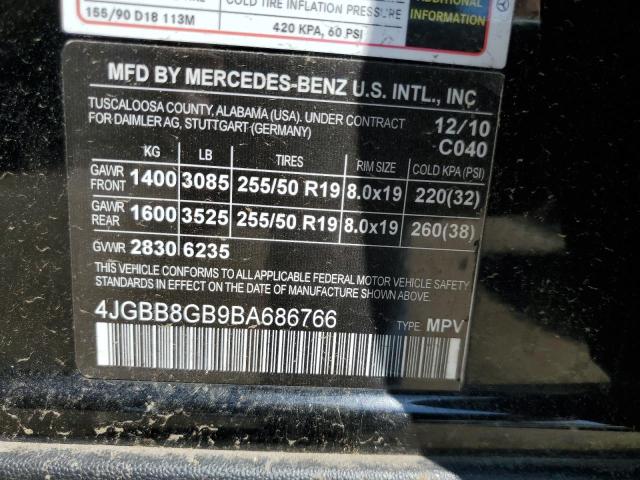 COLD TIRE INFLATION PRESSURE
155/90 D18 113M
420 KPA, 60 PSI
ADDITIONAL
INFORMATION
MFD BY MERCEDES-BENZ U.S. INTL., INC
TUSCALOOSA COUNTY, ALABAMA (USA). UNDER CONTRACT
FOR DAIMLER AG, STUTTGART (GERMANY)
12/10
C040
KG LB TIRES RIM SIZE COLD KPA (PSI)
GAWR FRONT 1400 3085 255/50 R19 8.0x19 220(32)
GAWR REAR 1600 3525 255/50 R19 8.0x19 260(38)
GVWR 2830 6235
THIS VEHICLE CONFORMS TO ALL APPLICABLE FEDERAL MOTOR VEHICLE SAFETY
STANDARDS IN EFFECT ON THE DATE OF MANUFACTURE SHOWN ABOVE.
4JGBB8GB9BA686766
TYPE: MPV